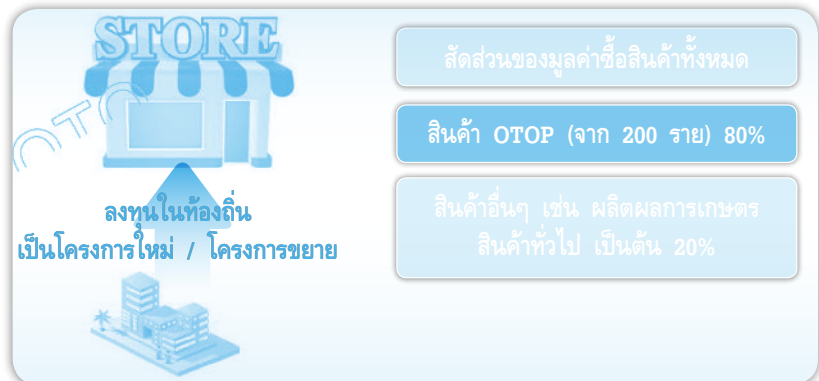 STORE
OTO
ลงทุนในท้องถิ่น
เป็นโครงการใหม่ / โครงการขยาย
สัดส่วนของมูลค่าซื้อสินค้าทั้งหมด
สินค้า OTOP (จาก 200 ราย) 80%
สินค้าอื่นๆ เช่น ผลิตผลการเกษตร
สินค้าทั่วไป เป็นต้น 20%